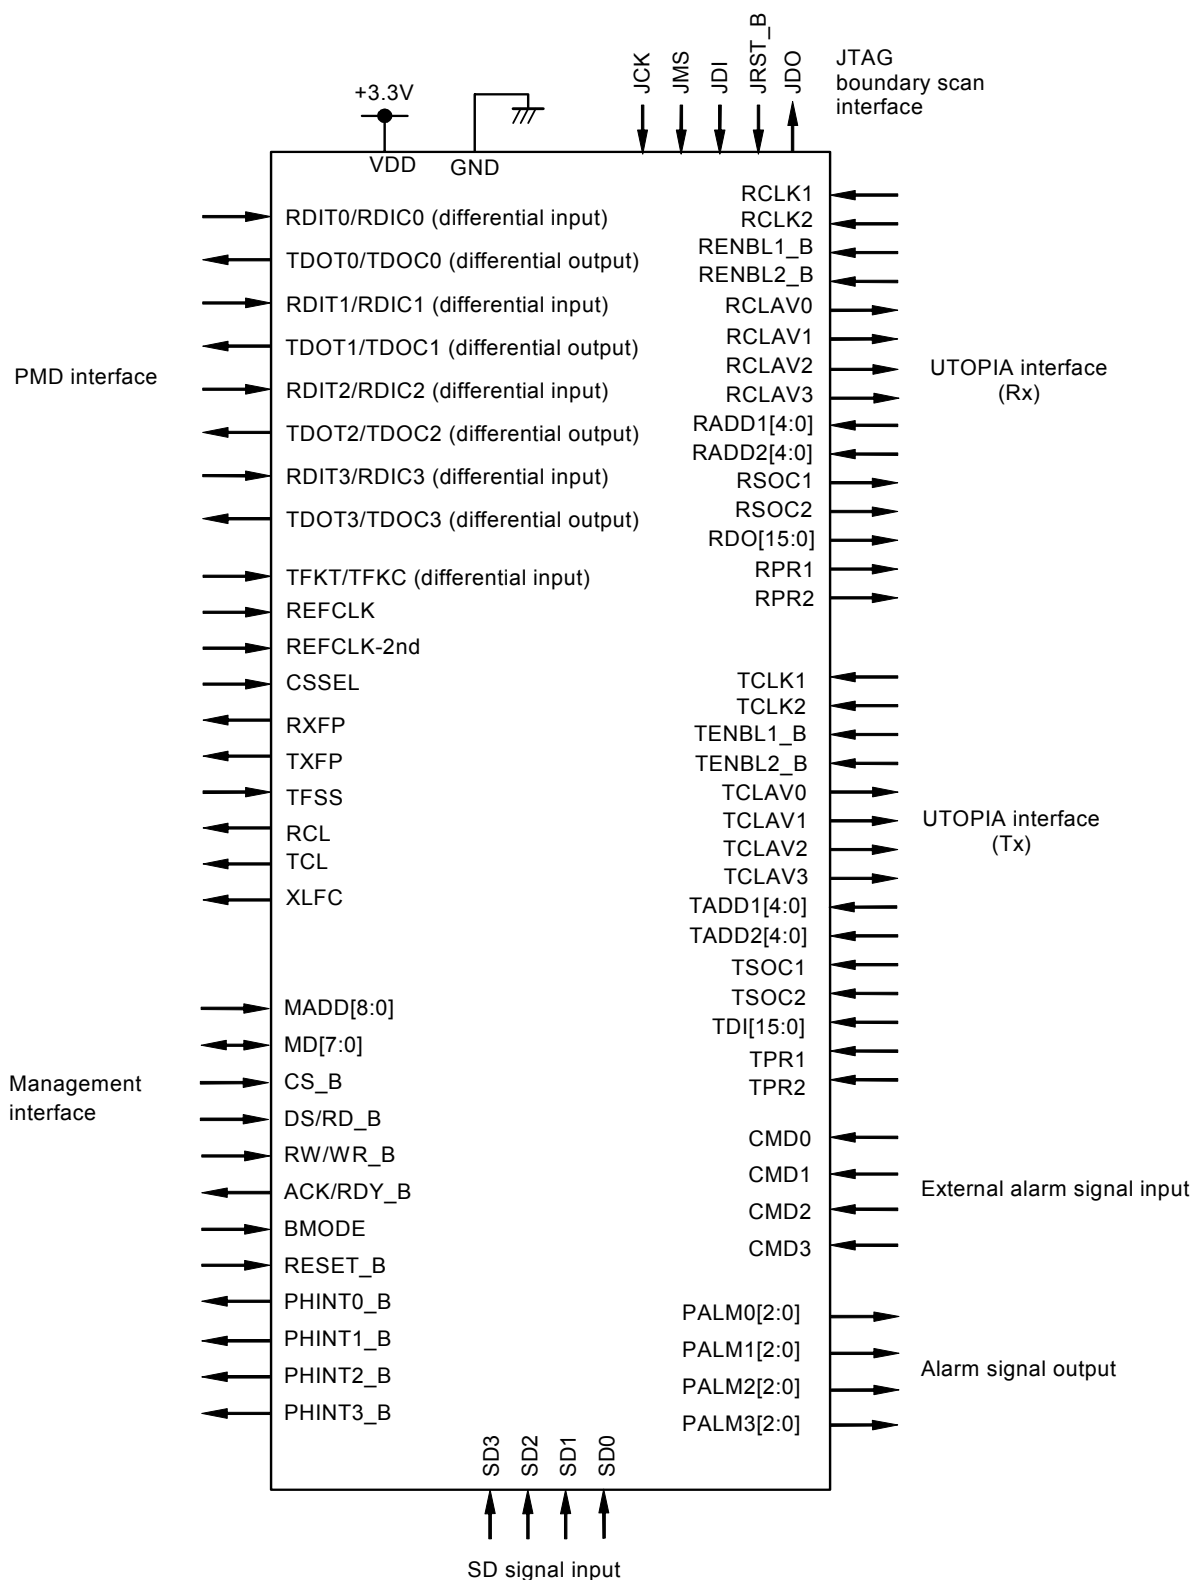 JCK
JMS
JDI
JRST_B
JDO
JTAG
boundary scan
interface
+3.3V
VDD
GND
PMD interface
RDIT0/RDIC0 (differential input)
TDOT0/TDOC0 (differential output)
RDIT1/RDIC1 (differential input)
TDOT1/TDOC1 (differential output)
RDIT2/RDIC2 (differential input)
TDOT2/TDOC2 (differential output)
RDIT3/RDIC3 (differential input)
TDOT3/TDOC3 (differential output)
TFKT/TFKC (differential input)
REFCLK
REFCLK-2nd
CSSEL
RXFP
TXFP
TFSS
RCL
TCL
XLFC
Management
interface
MADD[8:0]
MD[7:0]
CS_B
DS/RD_B
RW/WR_B
ACK/RDY_B
BMODE
RESET_B
PHINT0_B
PHINT1_B
PHINT2_B
PHINT3_B
RCLK1
RCLK2
RENBL1_B
RENBL2_B
RCLAV0
RCLAV1
RCLAV2
RCLAV3
RADD1[4:0]
RADD2[4:0]
RSOC1
RSOC2
RDO[15:0]
RPR1
RPR2
UTOPIA interface
(Rx)
TCLK1
TCLK2
TENBL1_B
TENBL2_B
TCLAV0
TCLAV1
TCLAV2
TCLAV3
TADD1[4:0]
TADD2[4:0]
TSOC1
TSOC2
TDI[15:0]
TPR1
TPR2
UTOPIA interface
(Tx)
CMD0
CMD1
CMD2
CMD3
External alarm signal input
PALM0[2:0]
PALM1[2:0]
PALM2[2:0]
PALM3[2:0]
Alarm signal output
SD3
SD2
SD1
SD0
SD signal input